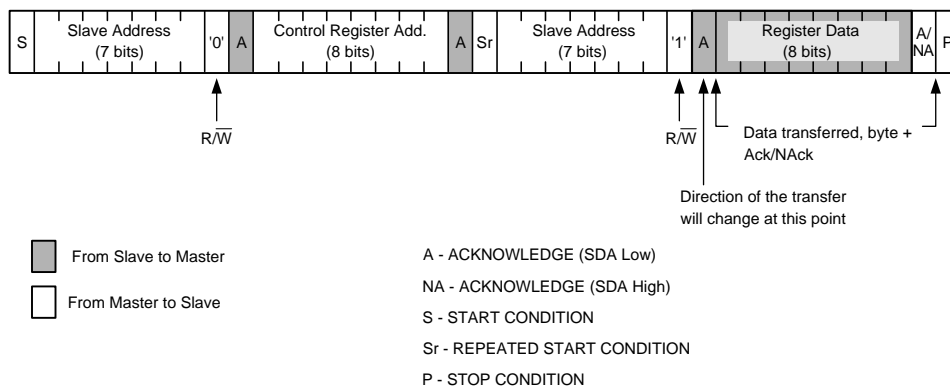 S
Slave Address
(7 bits)
'0'
A
Control Register Add.
(8 bits)
A
Sr
Slave Address
(7 bits)
'1'
A
Register Data
(8 bits)
A/
NA
P
R/W̅
R/W̅
Data transferred, byte +
Ack/NAck
Direction of the transfer
will change at this point
From Slave to Master
From Master to Slave
A - ACKNOWLEDGE (SDA Low)
NA - ACKNOWLEDGE (SDA High)
S - START CONDITION
Sr - REPEATED START CONDITION
P - STOP CONDITION